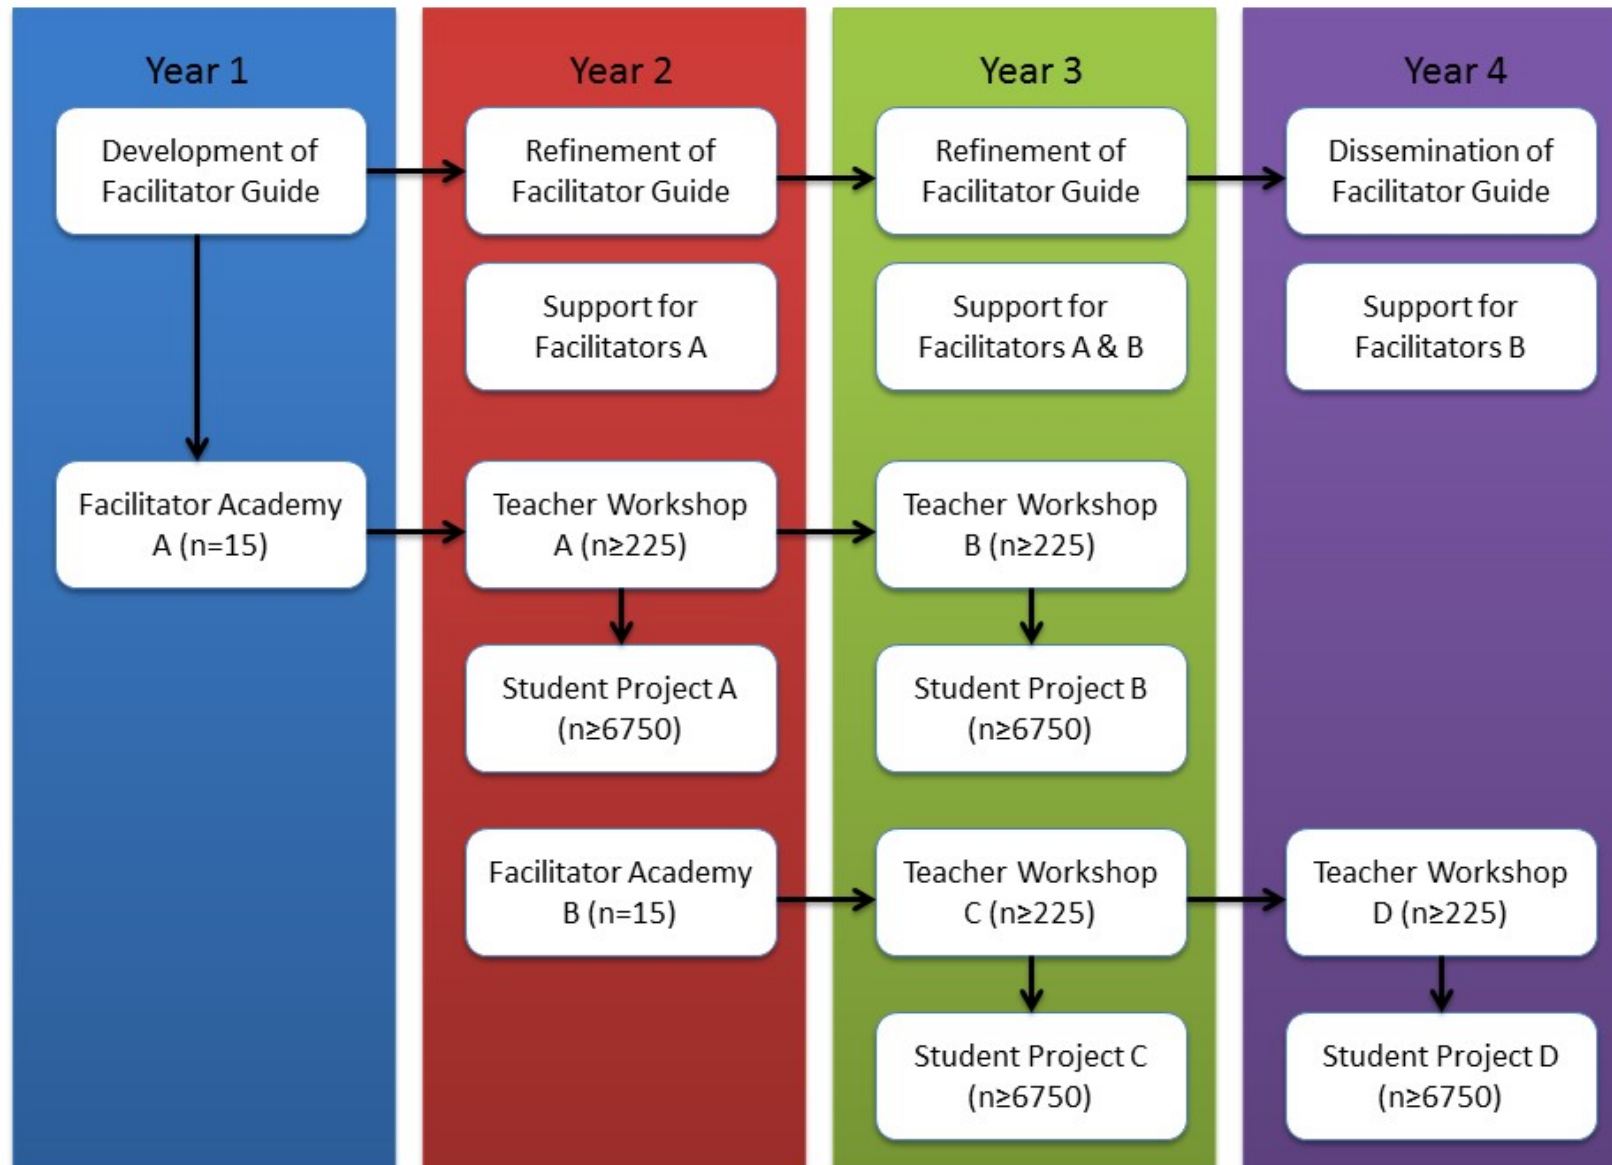 Year 1
Development of
Facilitator Guide
Facilitator Academy
A (n=15)
Year 2
Refinement of
Facilitator Guide
Support for
Facilitators A
Teacher Workshop
A (n≥225)
Student Project A
(n≥6750)
Facilitator Academy
B (n=15)
Year 3
Refinement of
Facilitator Guide
Support for
Facilitators A & B
Teacher Workshop
B (n≥225)
Student Project B
(n≥6750)
Teacher Workshop
C (n≥225)
Student Project C
(n≥6750)
Year 4
Dissemination of
Facilitator Guide
Support for
Facilitators B
Teacher Workshop
D (n≥225)
Student Project D
(n≥6750)